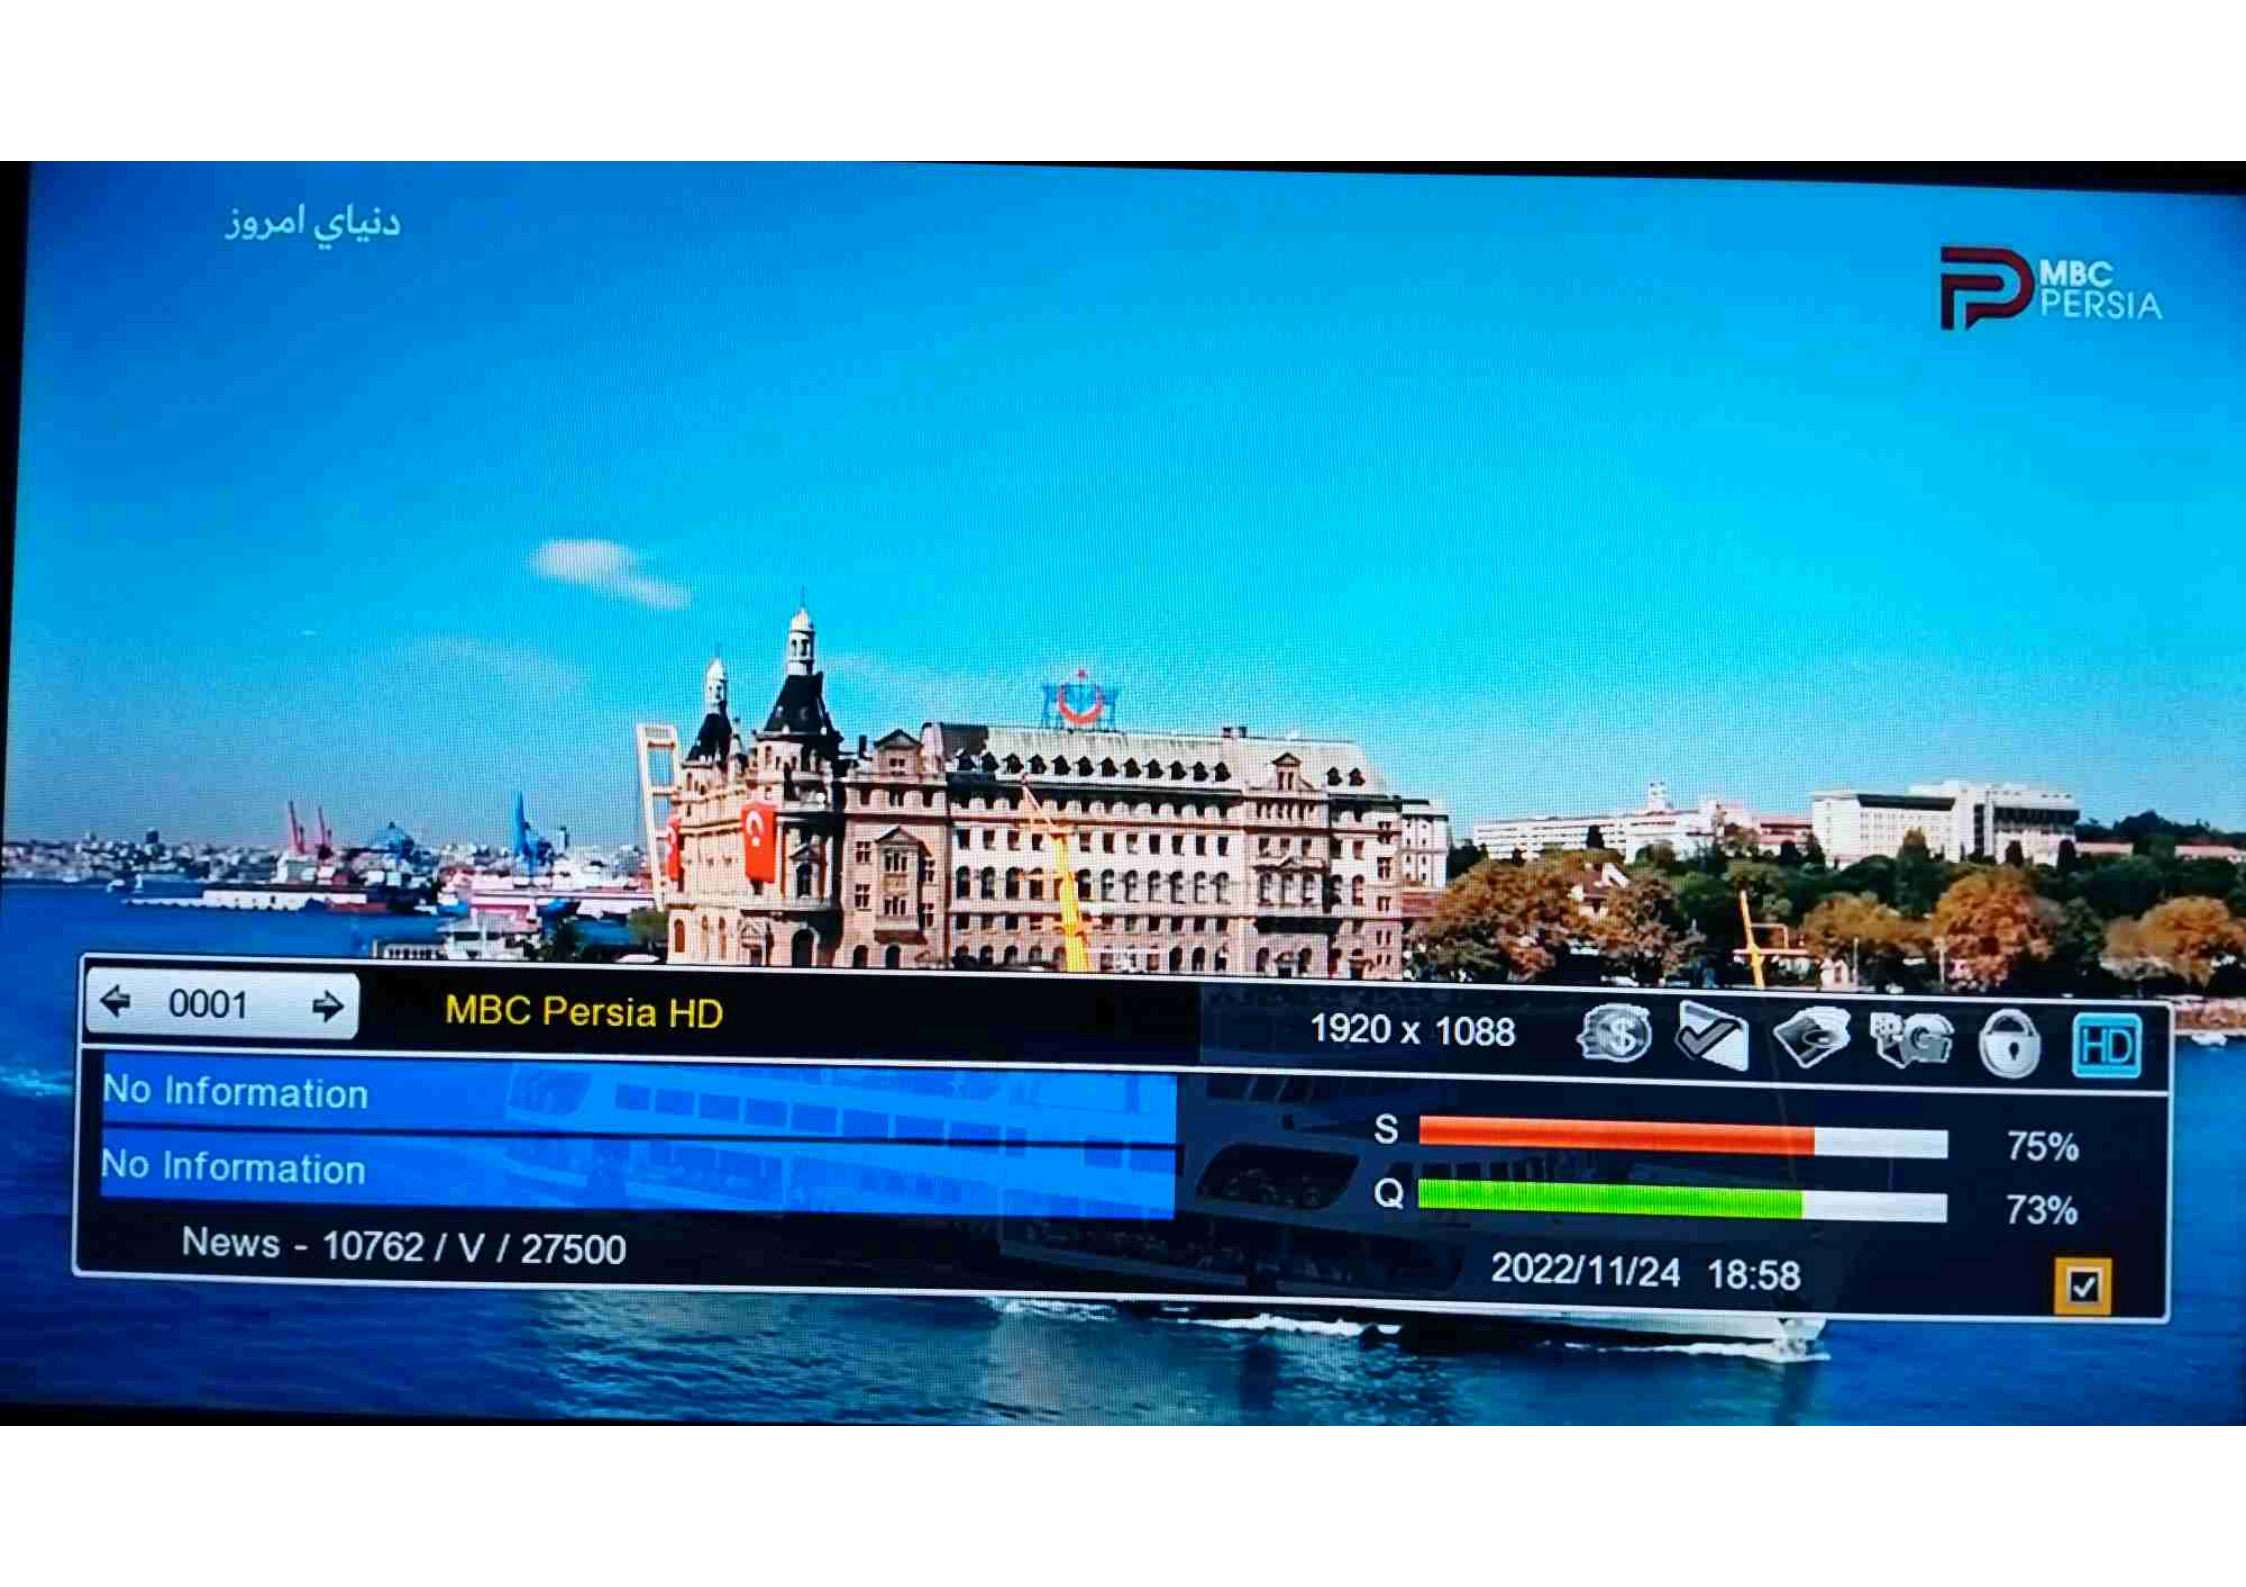 دنياي امروز
MBC
PERSIA
0001
MBC Persia HD
1920 x 1088
HD
No Information
S
75%
No Information
Q
73%
News - 10762 / V / 27500
2022/11/24 18:58